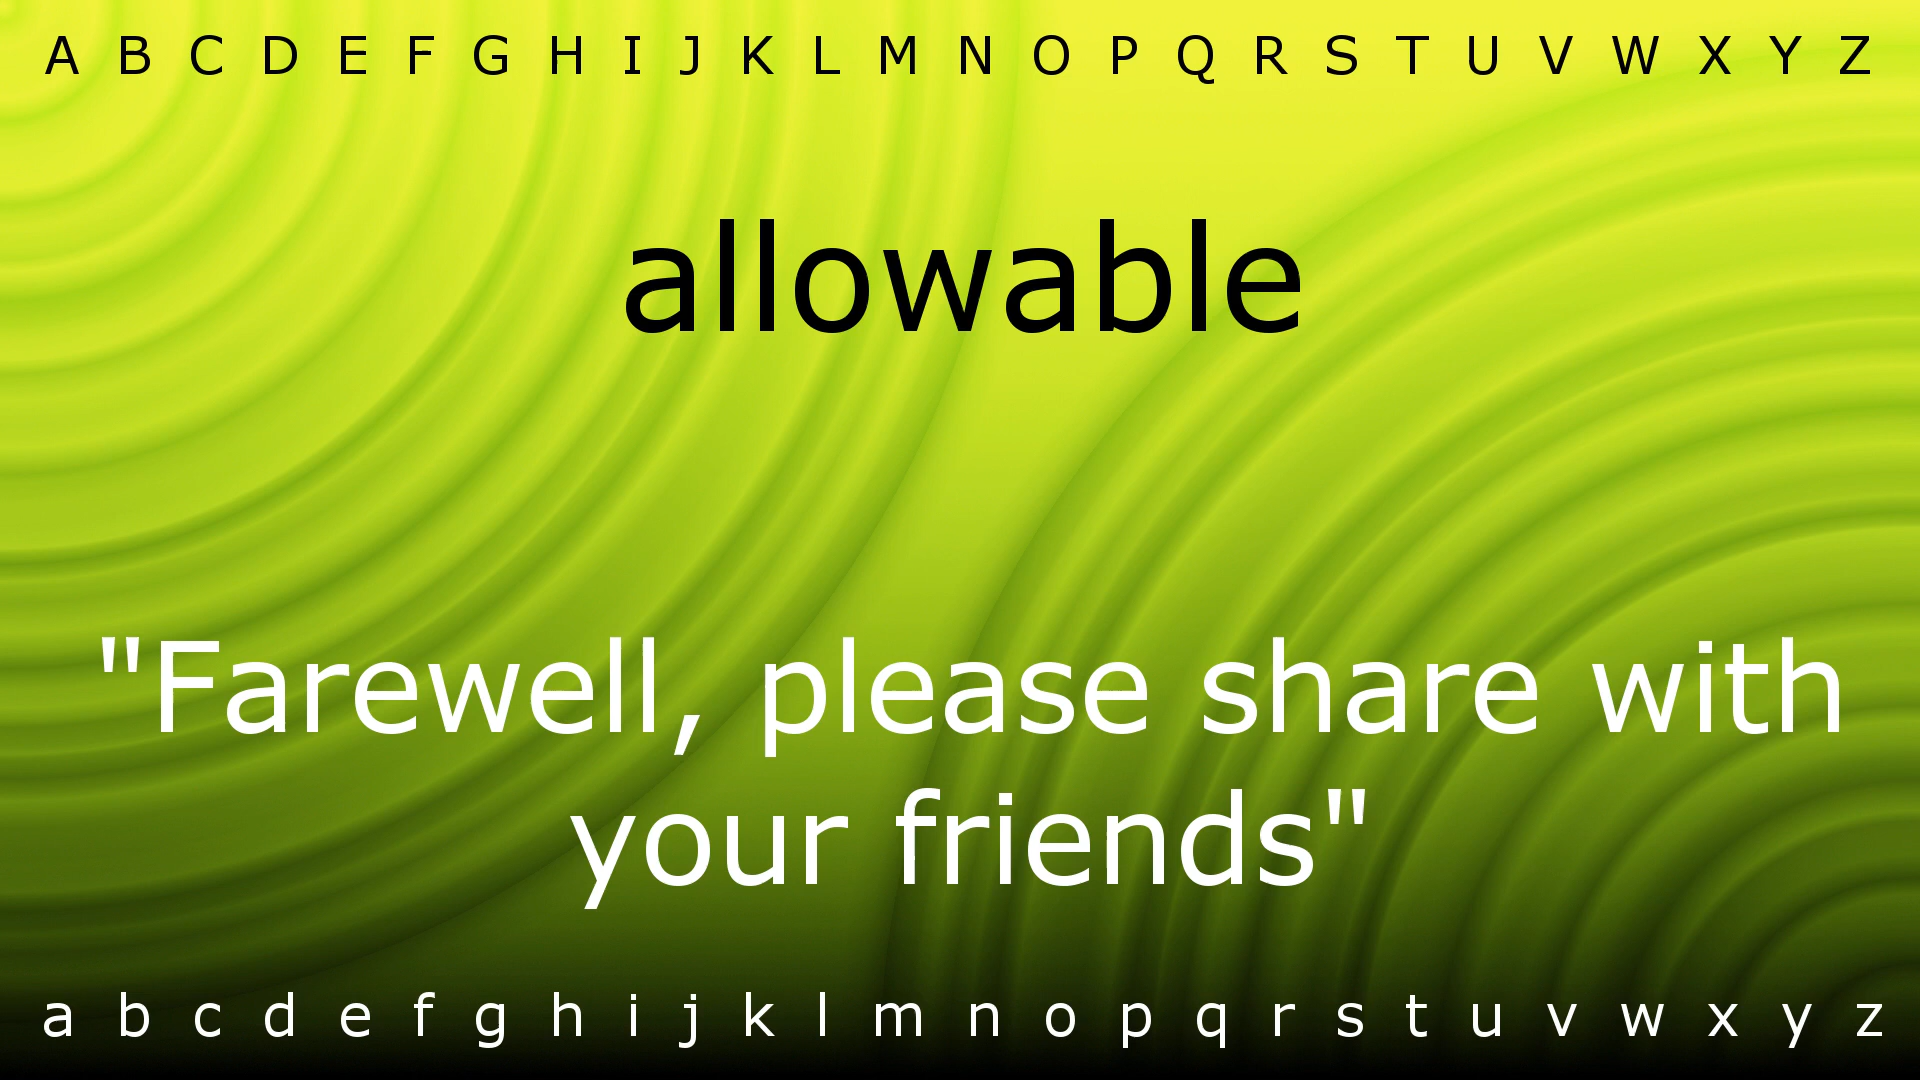 A B C D E F G H I J K L M N O P Q R S T U V W X Y Z
allowable
"Farewell, please share with
your friends"
a b c d e f g h i j k l m n o p q r s t u v w x y z